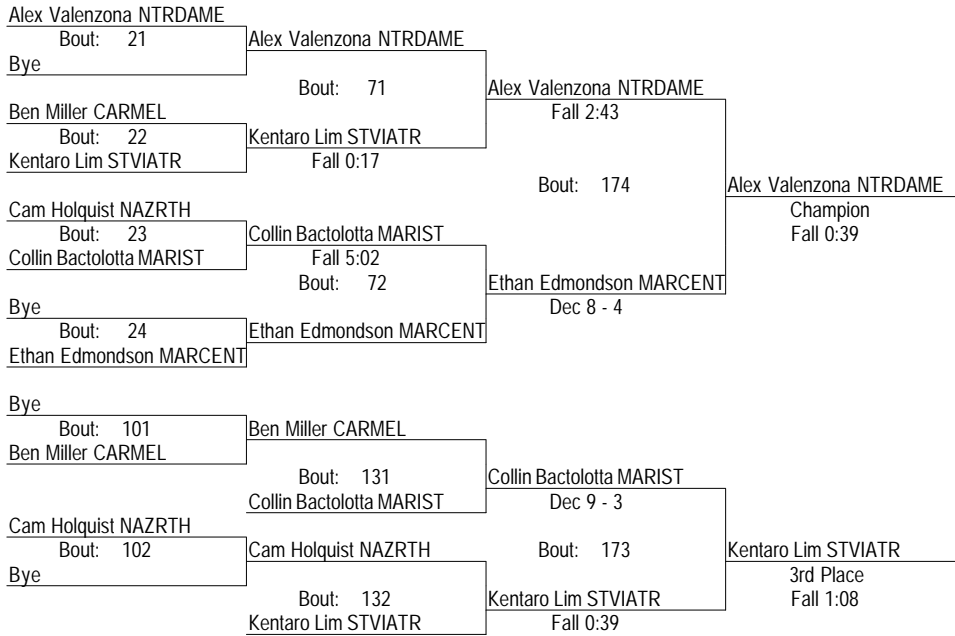 Alex Valenzona NTRDAME
Bout: 21
Alex Valenzona NTRDAME
Bye
Bout: 71
Alex Valenzona NTRDAME
Ben Miller CARMEL
Fall 2:43
Bout: 22
Kentaro Lim STVIATR
Kentaro Lim STVIATR
Fall 0:17
Bout: 174
Alex Valenzona NTRDAME
Cam Holquist NAZRTH
Champion
Bout: 23
Collin Bactolotta MARIST
Fall 0:39
Collin Bactolotta MARIST
Fall 5:02
Bout: 72
Ethan Edmondson MARCENT
Bye
Dec 8 - 4
Bout: 24
Ethan Edmondson MARCENT
Ethan Edmondson MARCENT
Bye
Bout: 101
Ben Miller CARMEL
Ben Miller CARMEL
Bout: 131
Collin Bactolotta MARIST
Collin Bactolotta MARIST
Dec 9 - 3
Cam Holquist NAZRTH
Bout: 102
Cam Holquist NAZRTH
Bout: 173
Kentaro Lim STVIATR
Bye
3rd Place
Bout: 132
Kentaro Lim STVIATR
Fall 1:08
Kentaro Lim STVIATR
Fall 0:39